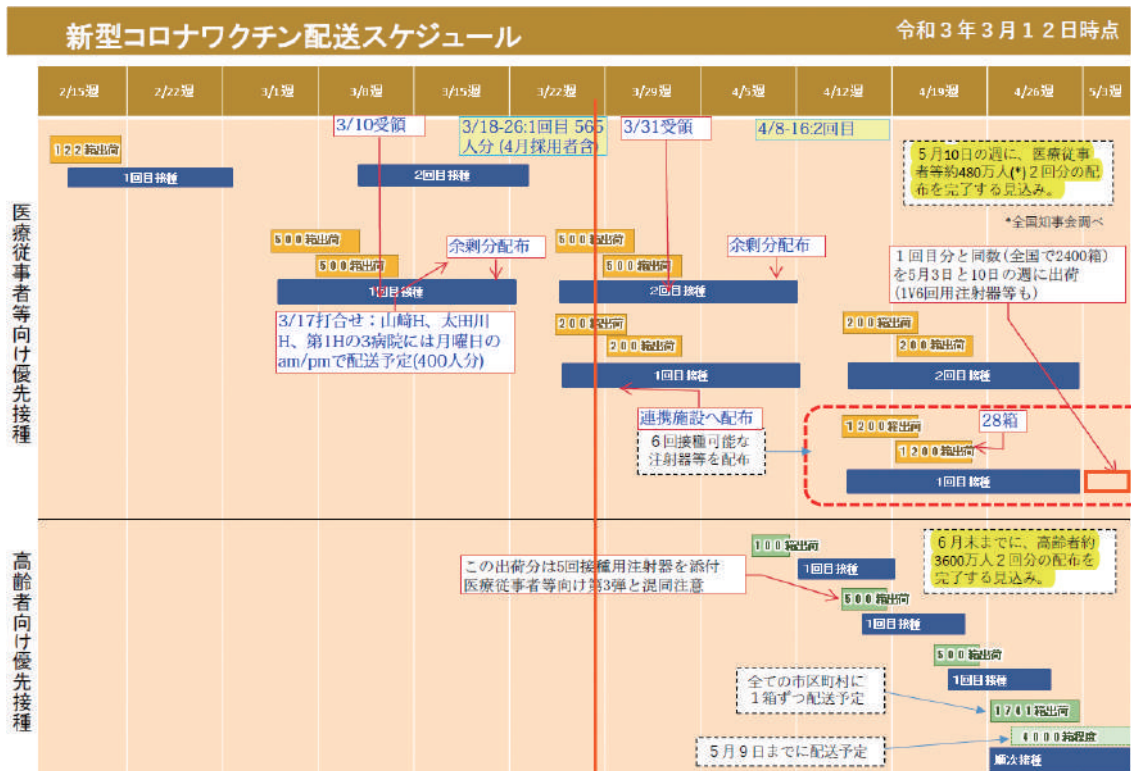 新型コロナワクチン配送スケジュール
令和３年３月１２日時点
2/15週
2/22週
3/1週
3/8週
3/15週
3/22週
3/29週
4/5週
4/12週
4/19週
4/26週
5/3週
医療従事者等向け優先接種
3/10受領
3/18-26:1回目 565
人分 (4月採用者含)
3/31受領
4/8-16:2回目
122箱出荷
1回目接種
2回目接種
５月10日の週に、医療従事
者等約480万人(*)２回分の配
布を完了する見込み。
*全国知事会調べ
500箱出荷
500箱出荷
余剰分配布
1回目接種
500箱出荷
500箱出荷
余剰分配布
2回目接種
１回目分と同数(全国で2400箱)
を5月3日と10日の週に出荷
(1V6回用注射器等も)
3/17打合せ：山崎H、太田川
H、第1Hの3病院には月曜日の
am/pmで配送予定(400人分)
200箱出荷
200箱出荷
1回目接種
200箱出荷
200箱出荷
2回目接種
連携施設へ配布
６回接種可能な
注射器等を配布
1200箱出荷
28箱
1200箱出荷
1回目接種
高齢者向け優先接種
100箱出荷
1回目接種
６月末までに、高齢者約
3600万人２回分の配布を
完了する見込み。
この出荷分は5回接種用注射器を添付
医療従事者等向け第3弾と混同注意
500箱出荷
1回目接種
500箱出荷
1回目接種
全ての市区町村に
１箱ずつ配送予定
1741箱出荷
4000箱程度
５月９日までに配送予定
順次接種